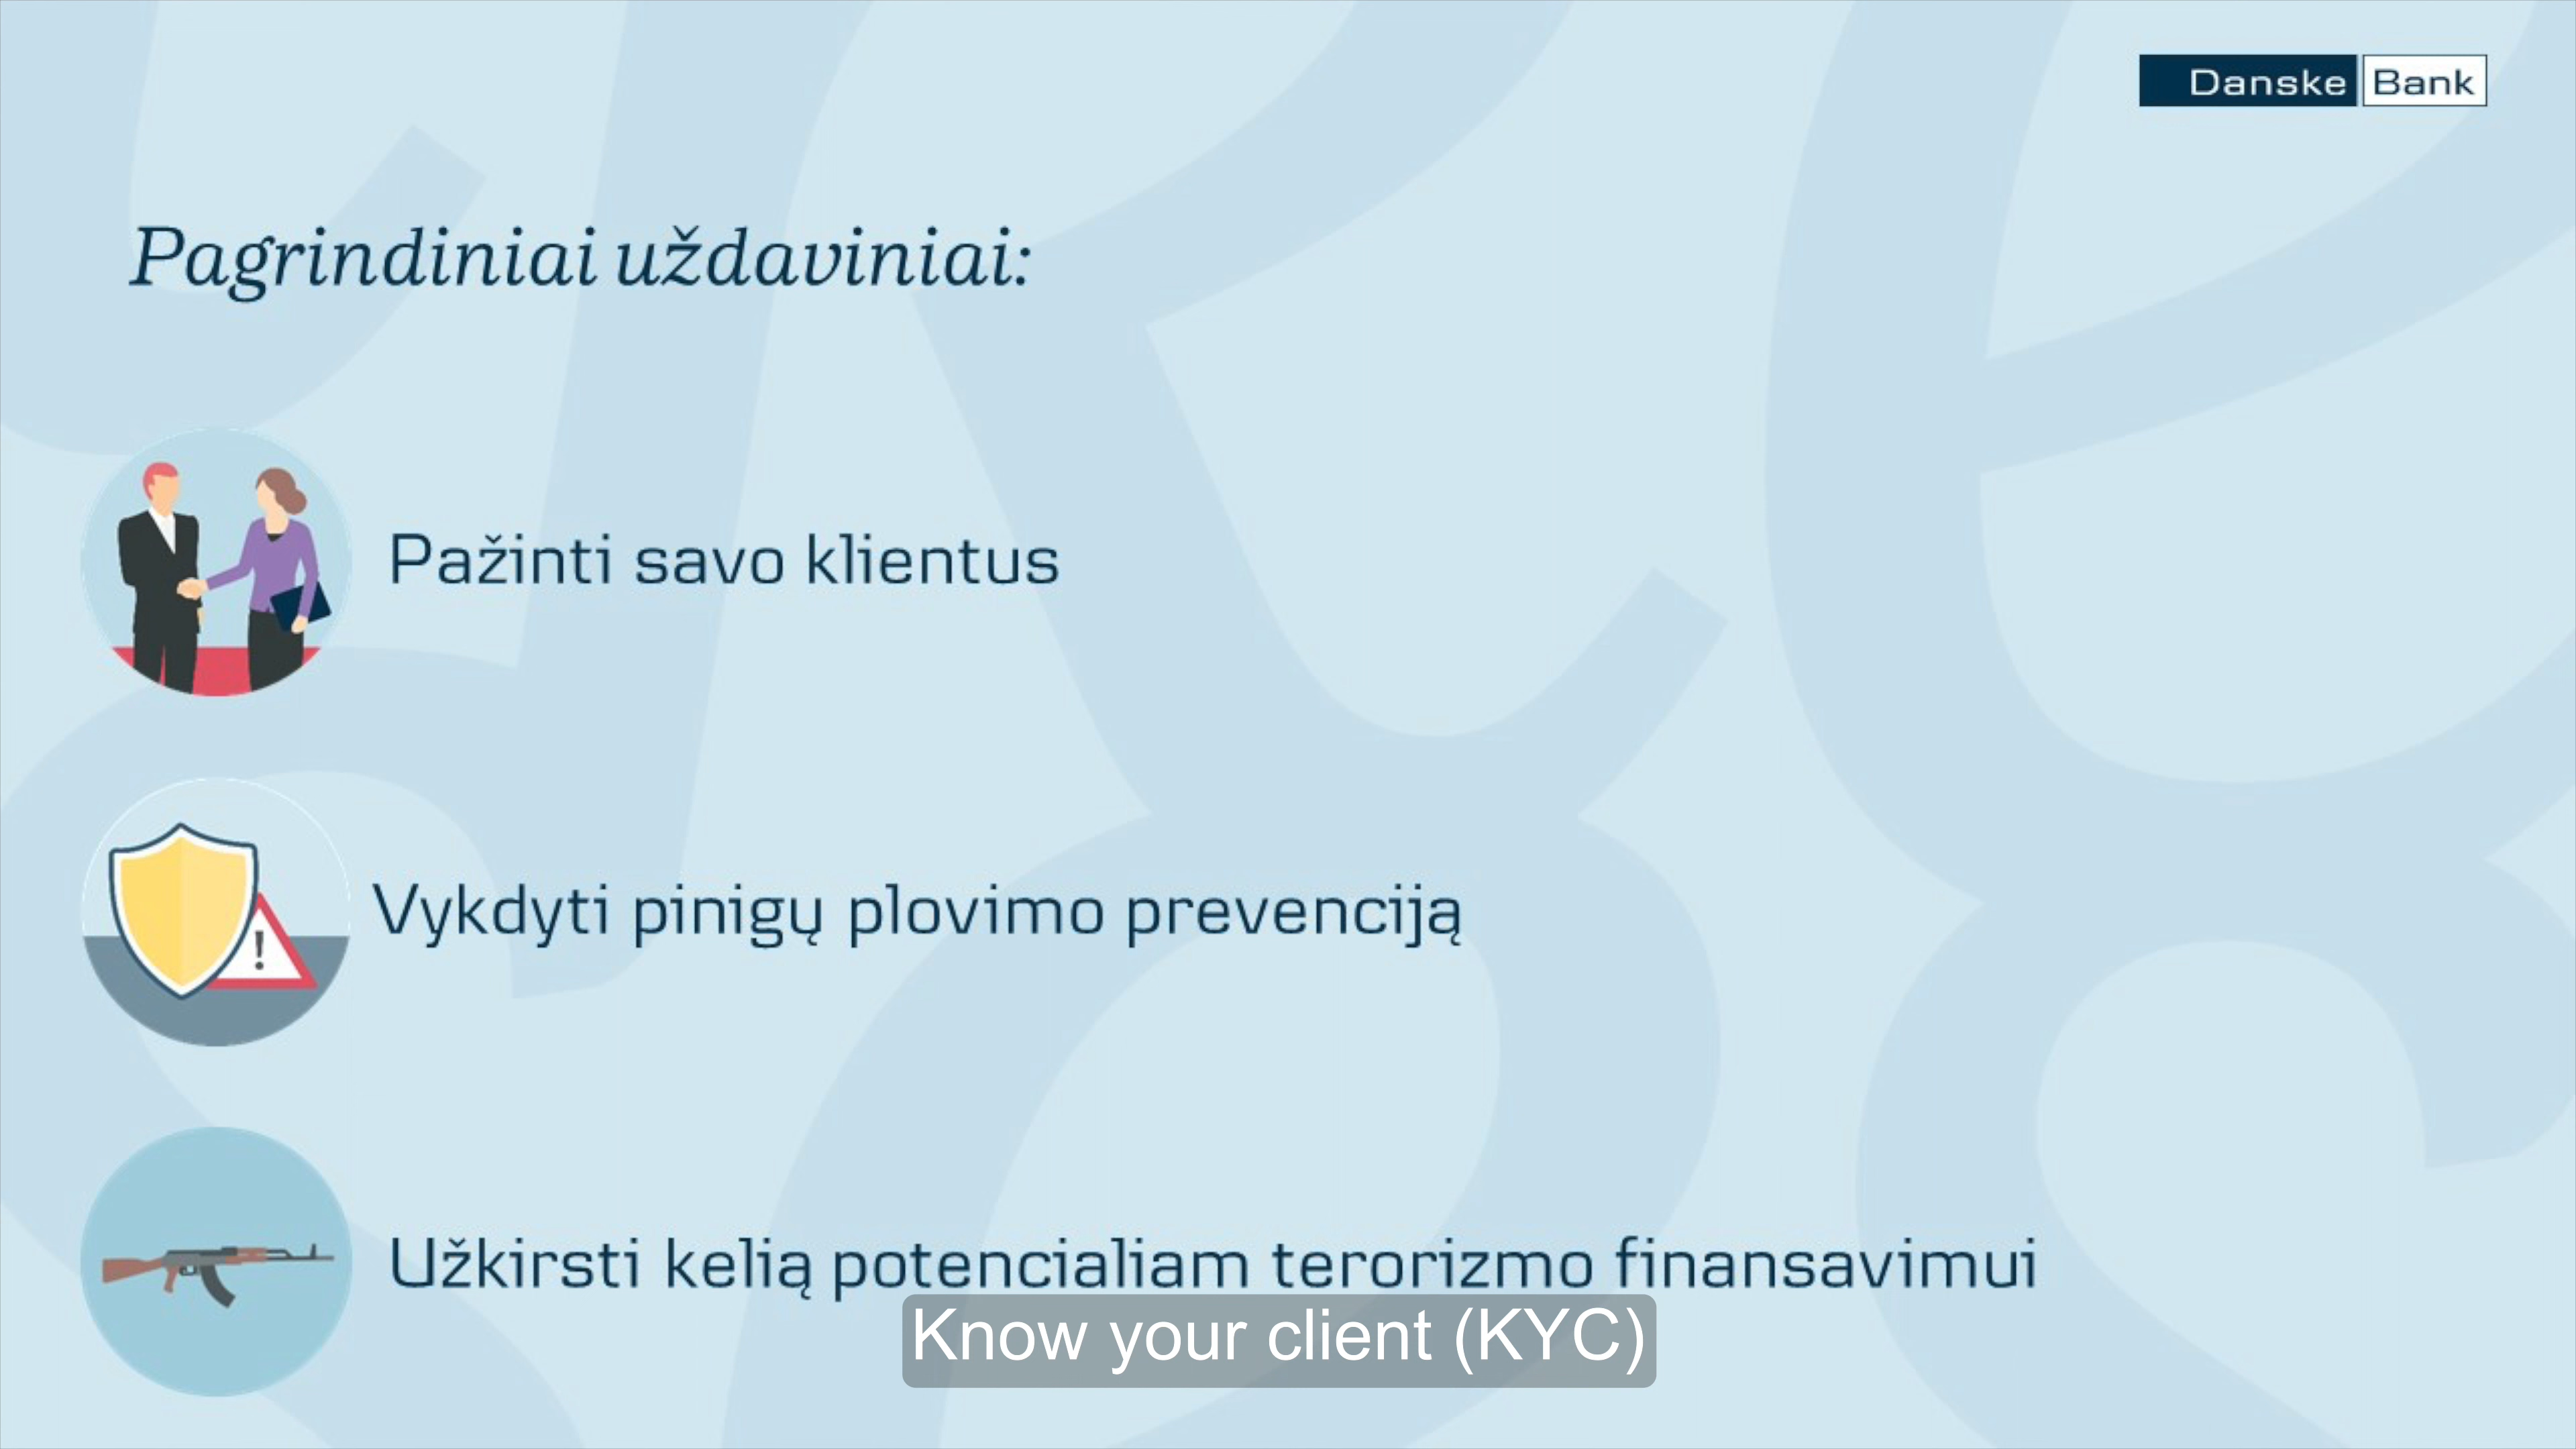 Danske Bank
Pagrindiniai uždaviniai:
Pažinti savo klientus
Vykdyti pinigų plovimo prevenciją
Užkirsti kelią potencialiam terorizmo finansavimui
Know your client (KYC)